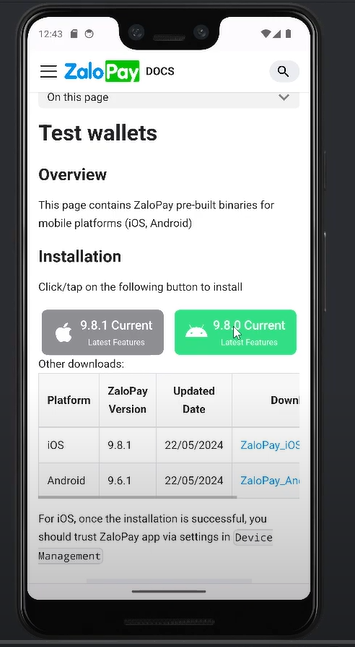 12:43
ZaloPay DOCS
On this page
Test wallets
Overview
This page contains ZaloPay pre-built binaries for
mobile platforms (iOS, Android)
Installation
Click/tap on the following button to install
9.8.1 Current
Latest Features
9.8.0 Current
Latest Features
Other downloads:
Platform ZaloPay Version Updated Date Downl
iOS 9.8.1 22/05/2024 ZaloPay_iOS
Android 9.6.1 22/05/2024 ZaloPay_An
For iOS, once the installation is successful, you
should trust ZaloPay app via settings in Device
Management